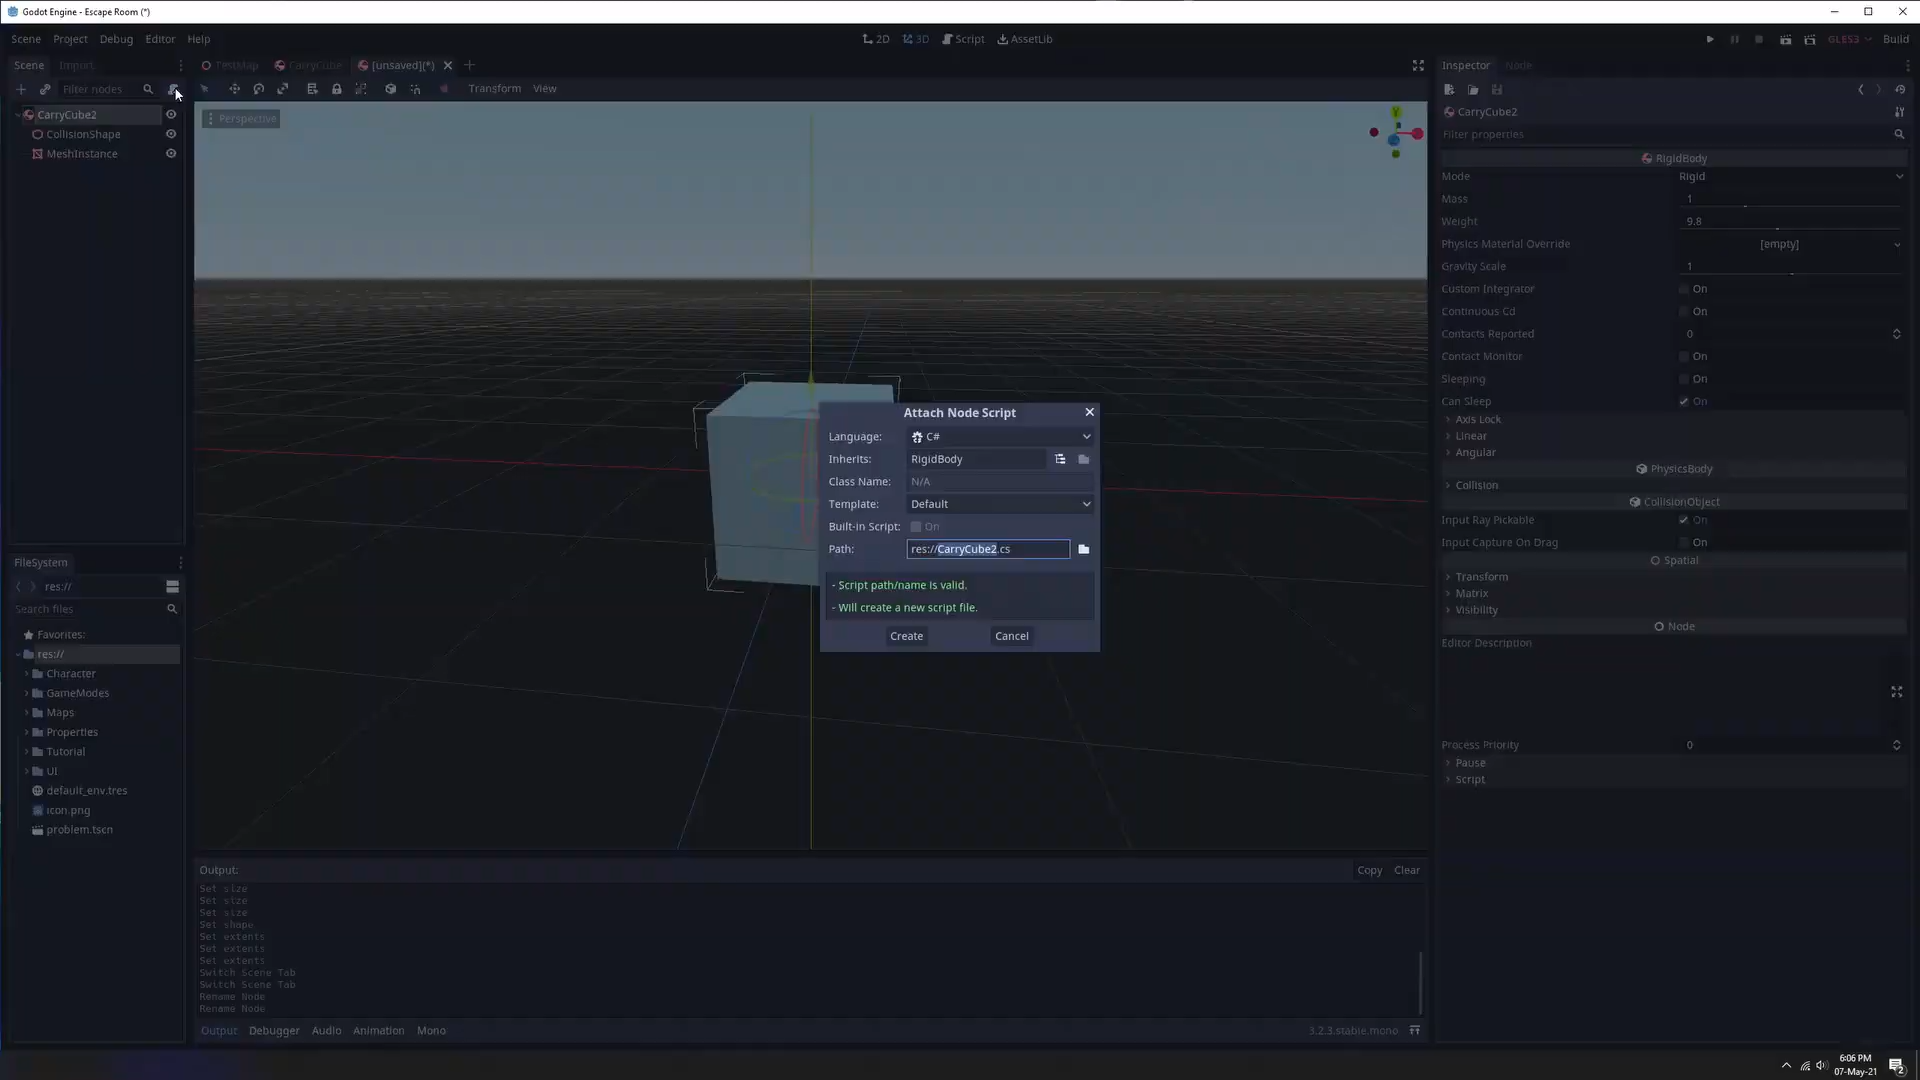 Godot Engine - Escape Room (*)
Scene Project Debug Editor Help
2D 3D Script AssetLib
GLES3 Build
Scene Import
TestMap CarryCube [unsaved](*)
Inspector Node
Filter nodes
Transform View
CarryCube2
CollisionShape
MeshInstance
Perspective
Y
CarryCube2
Filter properties
RigidBody
Mode Rigid
Mass 1
Weight 9.8
Physics Material Override [empty]
Gravity Scale 1
Custom Integrator On
Continuous Cd On
Contacts Reported 0
Contact Monitor On
Sleeping On
Can Sleep On
Axis Lock
Linear
Angular
PhysicsBody
Collision
CollisionObject
Input Ray Pickable On
Input Capture On Drag On
Spatial
Transform
Matrix
Visibility
Node
Editor Description
Process Priority 0
Pause
Script
Attach Node Script
Language: C#
Inherits: RigidBody
Class Name: N/A
Template: Default
Built-in Script: On
Path: res://CarryCube2.cs
- Script path/name is valid.
- Will create a new script file.
Create Cancel
FileSystem
res://
Search files
Favorites:
res://
Character
GameModes
Maps
Properties
Tutorial
UI
default_env.tres
icon.png
problem.tscn
Output: Copy Clear
Set size
Set size
Set size
Set shape
Set extents
Set extents
Set extents
Switch Scene Tab
Switch Scene Tab
Rename Node
Rename Node
Output Debugger Audio Animation Mono
3.2.3.stable.mono
6:06 PM
07-May-21
2